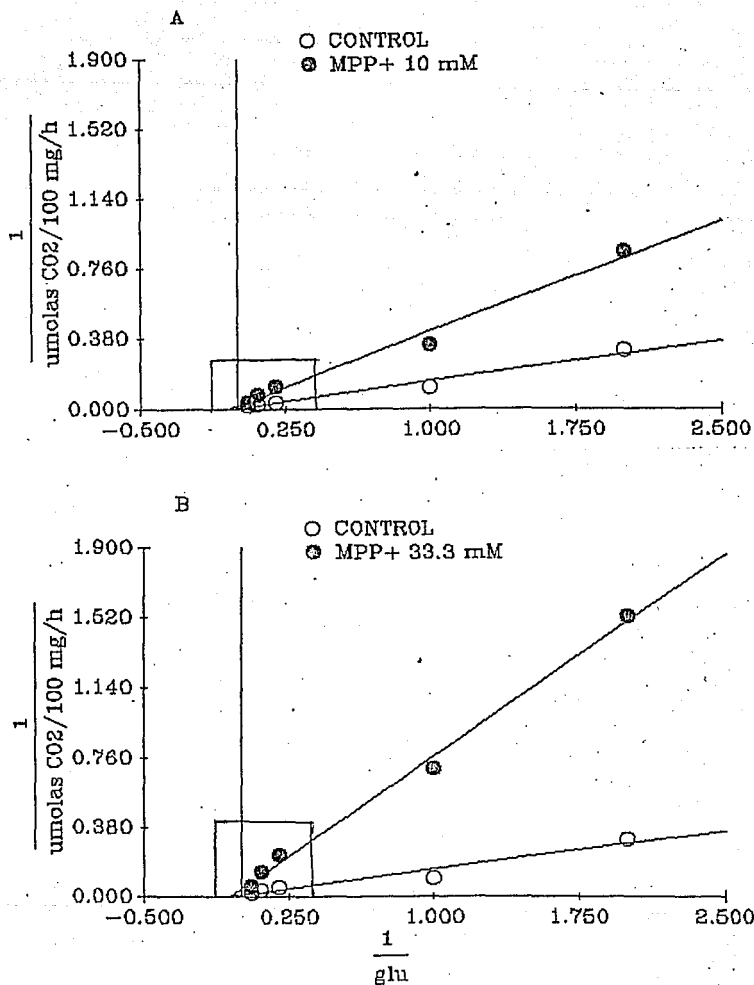 A
○ CONTROL
● MPP+ 10 mM
1.900
1.520
1.140
0.760
0.380
0.000
1
umolas CO2/100 mg/h
-0.500 0.250 1.000 1.750 2.500
B
○ CONTROL
● MPP+ 33.3 mM
1.900
1.520
1.140
0.760
0.380
0.000
1
umolas CO2/100 mg/h
-0.500 0.250 1.000 1.750 2.500
1
glu